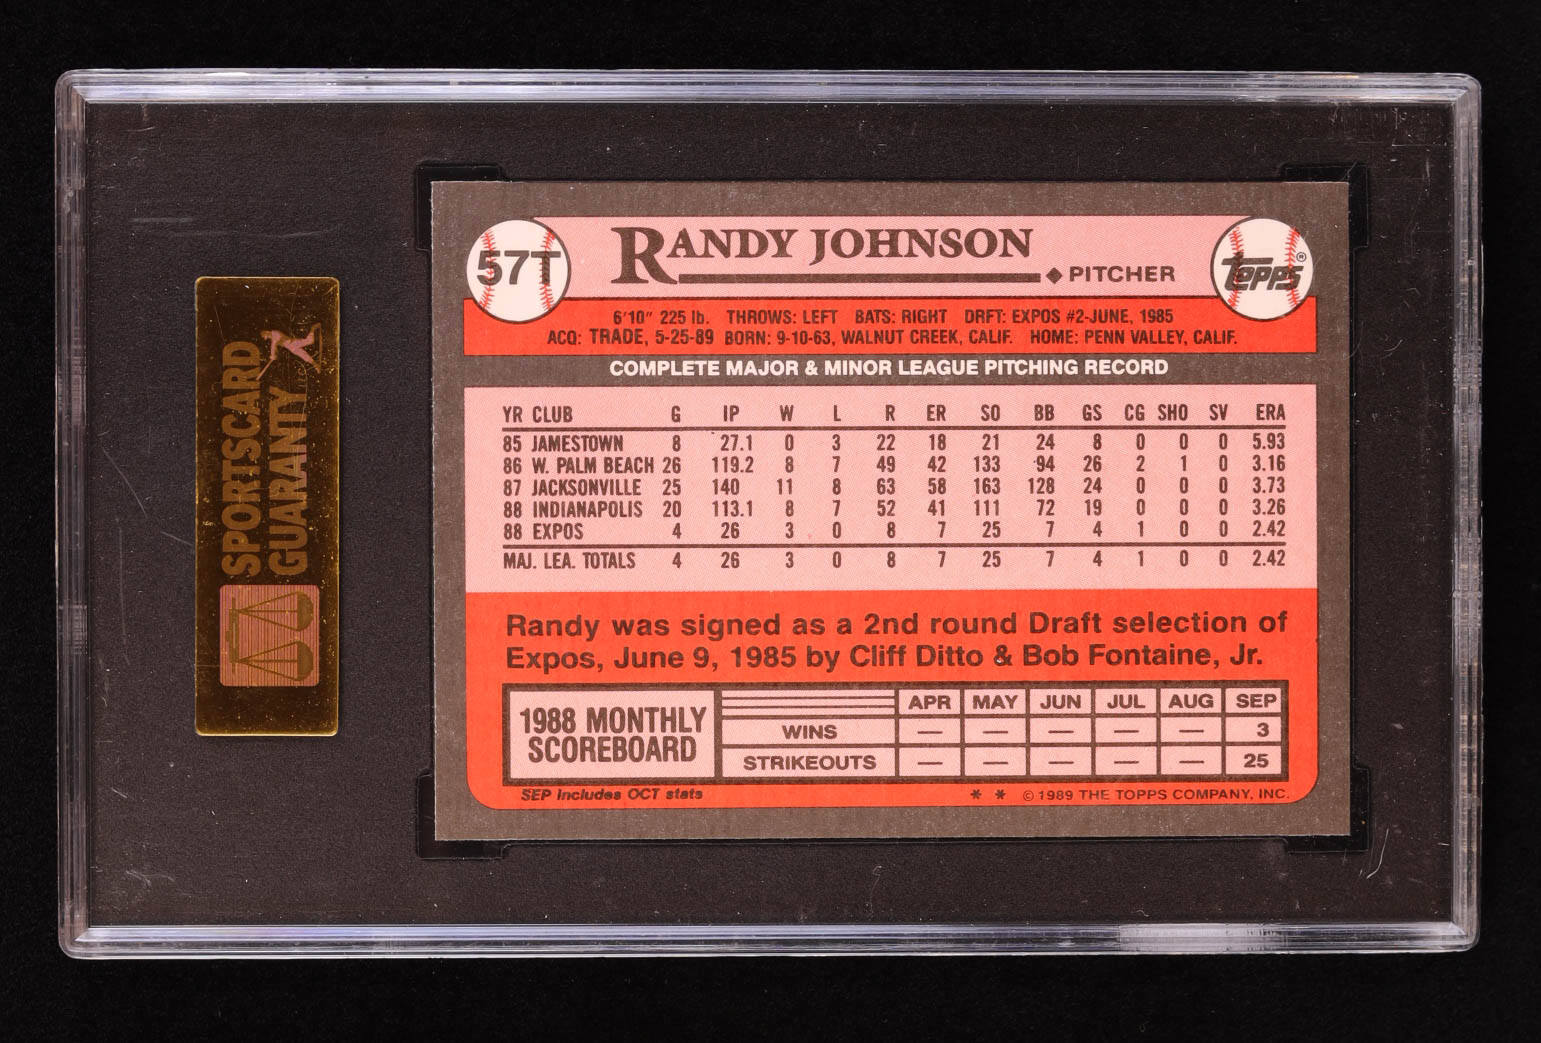 SPORTSCARD
GUARANTY
57T
RANDY JOHNSON
PITCHER
TOPPS®
6'10" 225 lb. THROWS: LEFT BATS: RIGHT DRFT: EXPOS #2-JUNE, 1985
ACQ: TRADE, 5-25-89 BORN: 9-10-63, WALNUT CREEK, CALIF. HOME: PENN VALLEY, CALIF.
COMPLETE MAJOR & MINOR LEAGUE PITCHING RECORD
YR CLUB G IP W L R ER SO BB GS CG SHO SV ERA
85 JAMESTOWN 8 27.1 0 3 22 18 21 24 8 0 0 0 5.93
86 W. PALM BEACH 26 119.2 8 7 49 42 133 94 26 2 1 0 3.16
87 JACKSONVILLE 25 140 11 8 63 58 163 128 24 0 0 0 3.73
88 INDIANAPOLIS 20 113.1 8 7 52 41 111 72 19 0 0 0 3.26
88 EXPOS 4 26 3 0 8 7 25 7 4 1 0 0 2.42
MAJ. LEA. TOTALS 4 26 3 0 8 7 25 7 4 1 0 0 2.42
Randy was signed as a 2nd round Draft selection of
Expos, June 9, 1985 by Cliff Ditto & Bob Fontaine, Jr.
1988 MONTHLY
SCOREBOARD
APR MAY JUN JUL AUG SEP
WINS — — — — — 3
STRIKEOUTS — — — — — 25
SEP includes OCT stats
* * © 1989 THE TOPPS COMPANY, INC.